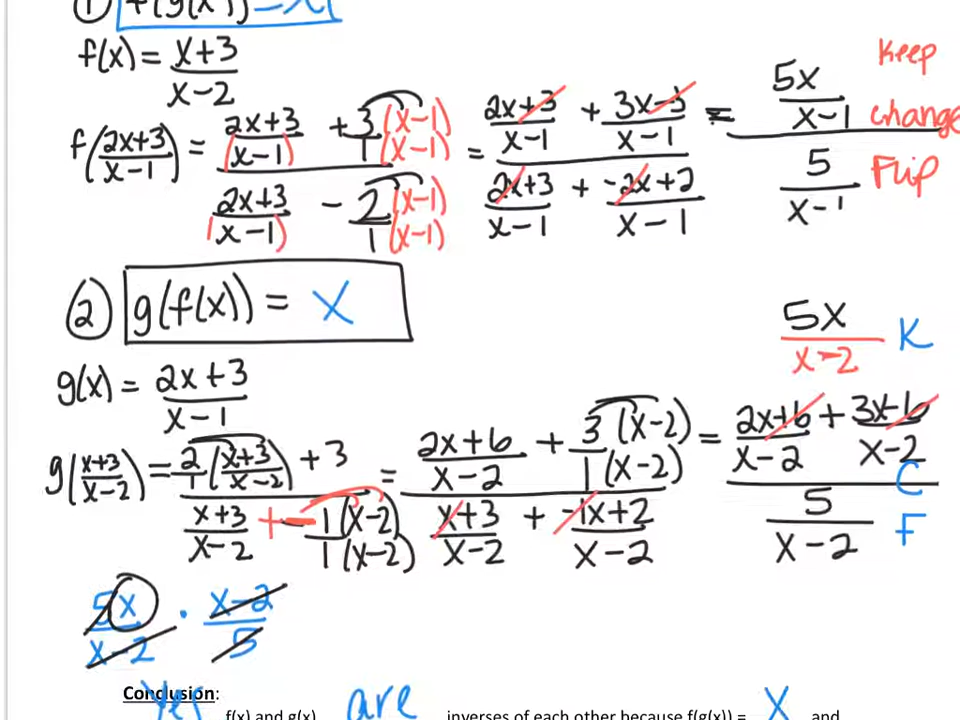 ① f(g(x)) = x
f(x) = (x+3)/(x−2)
Keep
change
Flip
f((2x+3)/(x−1)) = ((2x+3)/(x−1) + 3(x−1)/1(x−1)) / ((2x+3)/(x−1) − 2(x−1)/1(x−1)) = ((2x+3)/(x−1) + (3x−3)/(x−1)) / ((2x+3)/(x−1) + (−2x+2)/(x−1)) = (5x/(x−1)) / (5/(x−1))
② g(f(x)) = x
5x/(x−2) K
g(x) = (2x+3)/(x−1)
g((x+3)/(x−2)) = (2/1((x+3)/(x−2)) + 3) / ((x+3)/(x−2) + −1(x−2)/1(x−2)) = ((2x+6)/(x−2) + 3(x−2)/1(x−2)) / ((x+3)/(x−2) + (−1x+2)/(x−2)) = ((2x+6)/(x−2) + (3x−6)/(x−2)) / (5/(x−2))
C
F
5x/(x−2) · (x−2)/5
Conclusion:
Yes f(x) and g(x) are inverses of each other because f(g(x)) = x and